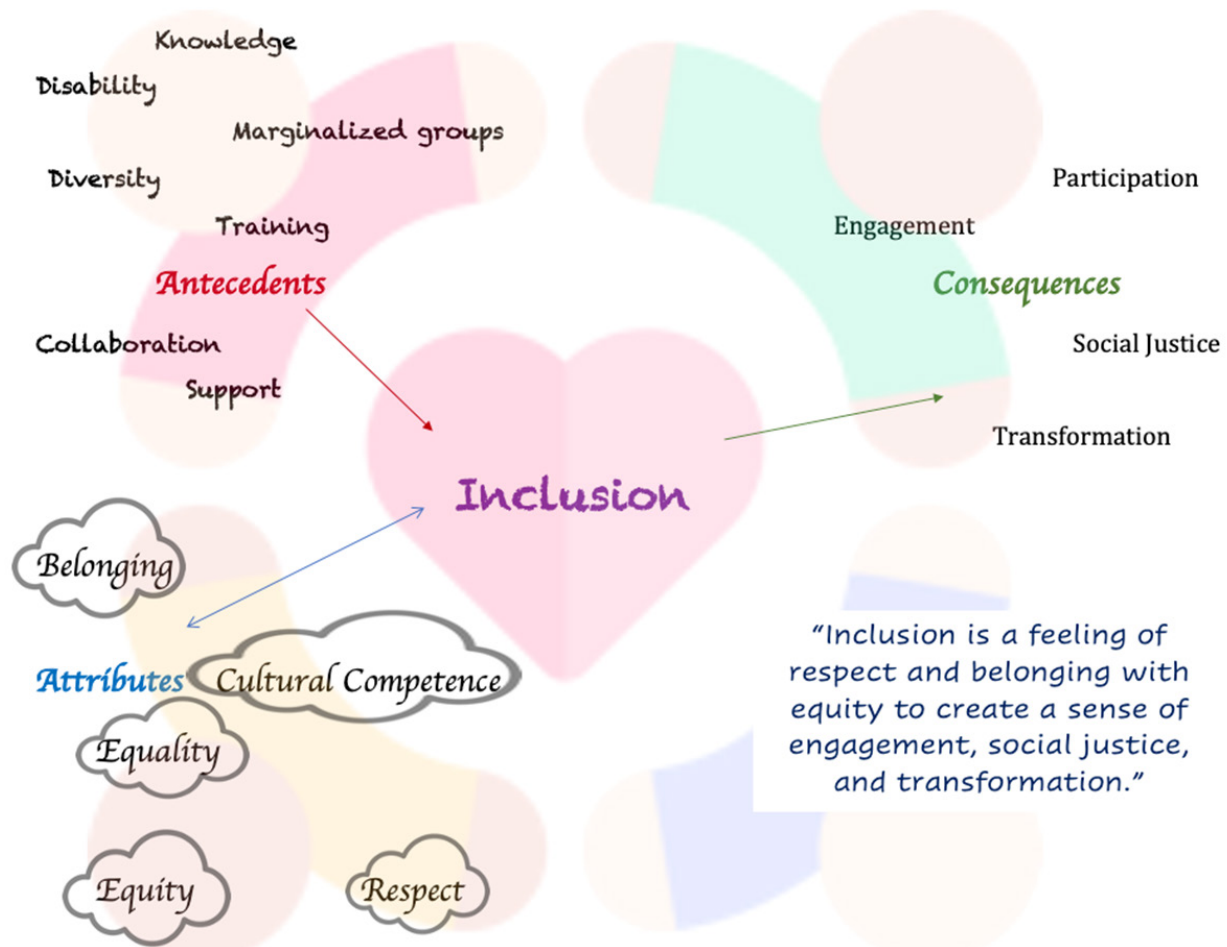 Knowledge
Disability
Marginalized groups
Diversity
Training
Antecedents
Collaboration
Support
Participation
Engagement
Consequences
Social Justice
Transformation
Inclusion
Belonging
Attributes
Cultural Competence
Equality
Equity
Respect
“Inclusion is a feeling of
respect and belonging with
equity to create a sense of
engagement, social justice,
and transformation.”